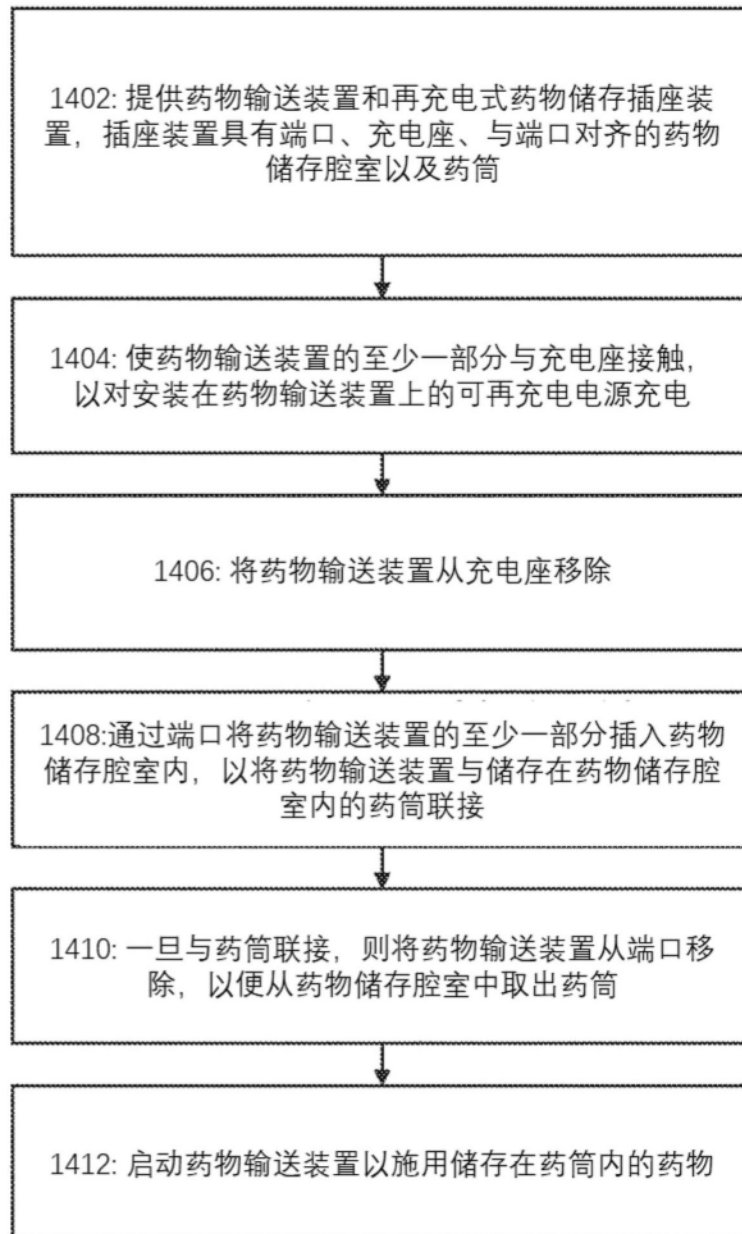 1402: 提供药物输送装置和再充电式药物储存插座装
置，插座装置具有端口、充电座、与端口对齐的药物
储存腔室以及药筒
1404: 使药物输送装置的至少一部分与充电座接触，
以对安装在药物输送装置上的可再充电电源充电
1406: 将药物输送装置从充电座移除
1408:通过端口将药物输送装置的至少一部分插入药物
储存腔室内，以将药物输送装置与储存在药物储存腔
室内的药筒联接
1410: 一旦与药筒联接，则将药物输送装置从端口移
除，以便从药物储存腔室中取出药筒
1412: 启动药物输送装置以施用储存在药筒内的药物